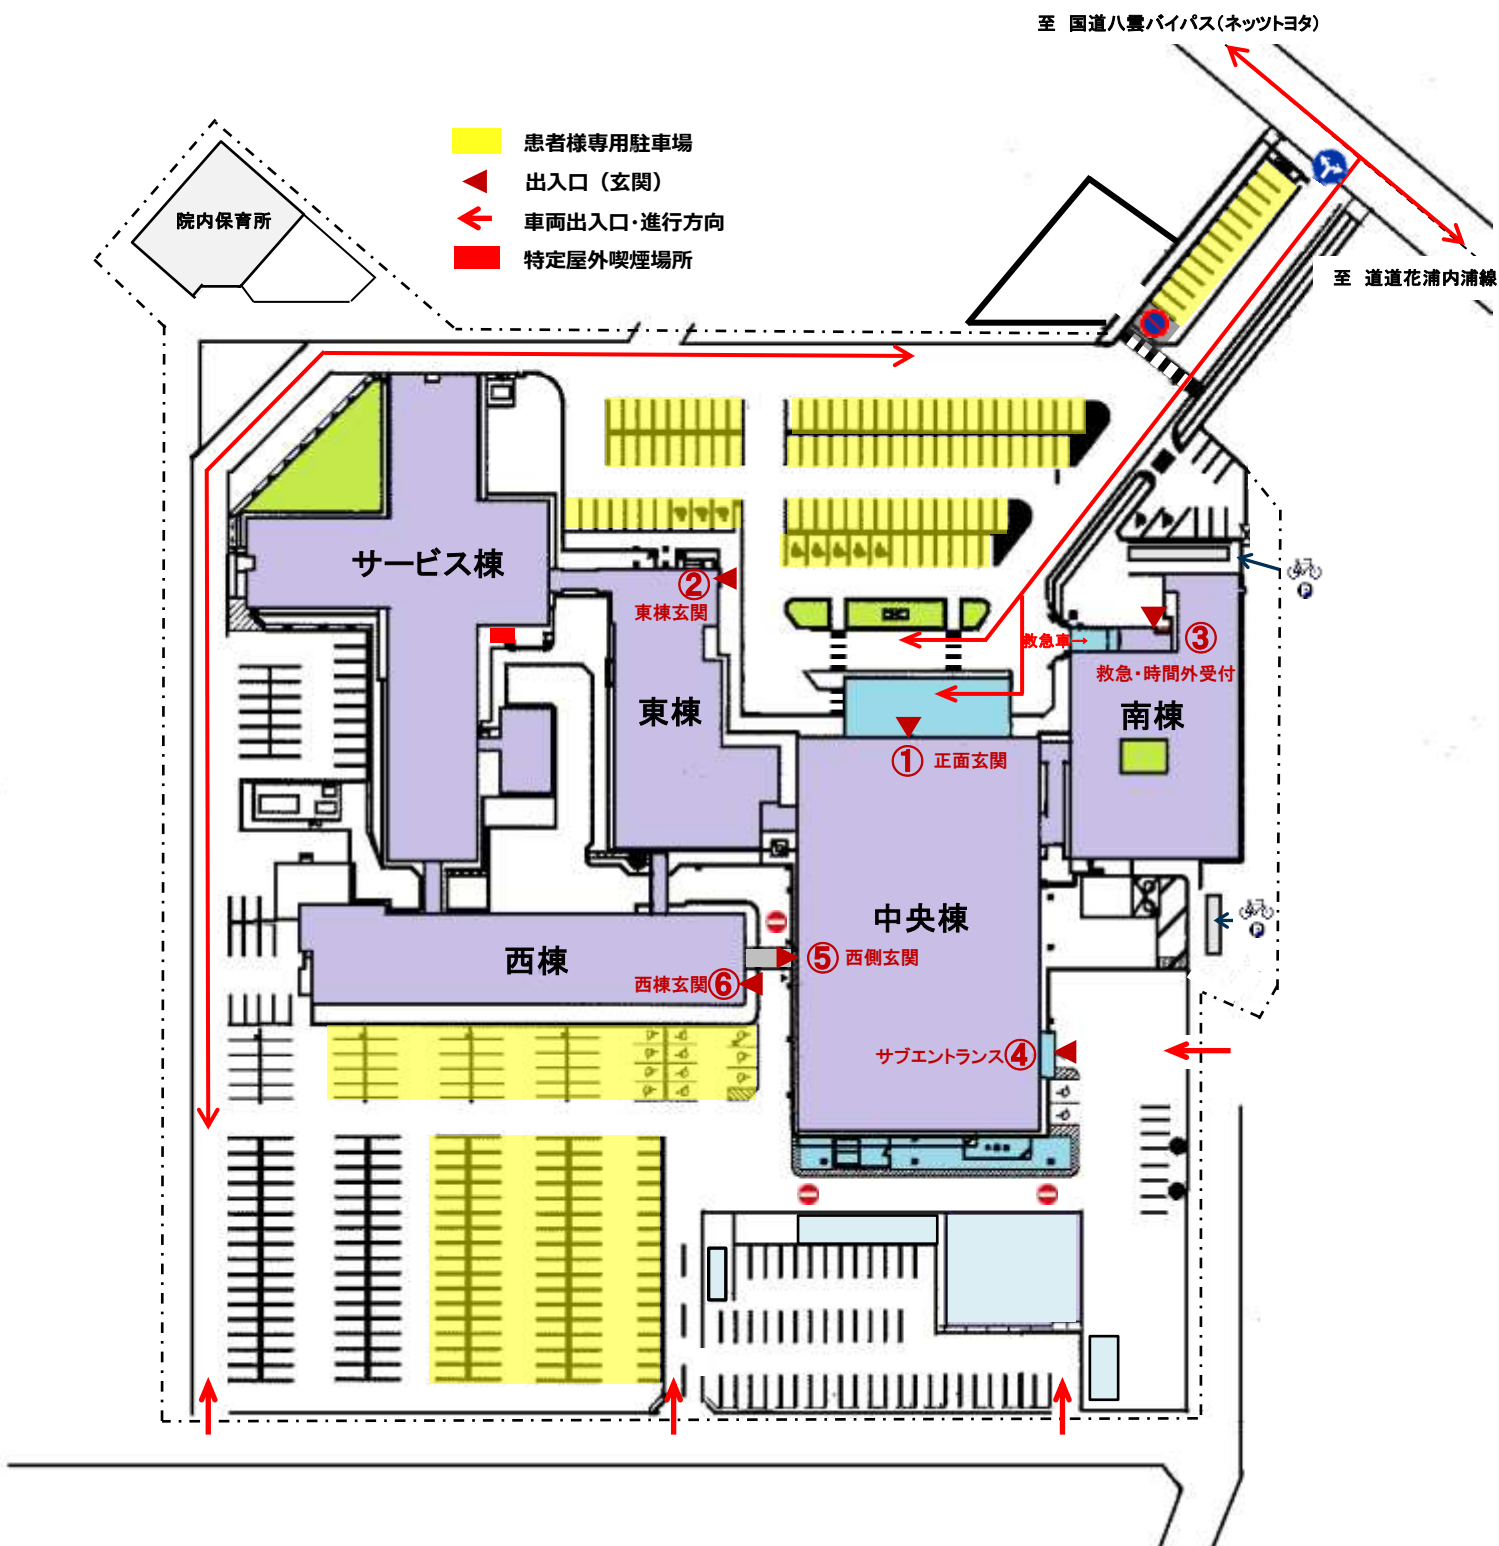 至 国道八雲バイパス(ネッツトヨタ)
患者様専用駐車場
出入口（玄関）
車両出入口・進行方向
特定屋外喫煙場所
院内保育所
至 道道花浦内浦線
サービス棟
②
東棟玄関
救急車→
③
救急・時間外受付
東棟
南棟
①
正面玄関
中央棟
西棟
⑤
西側玄関
西棟玄関
⑥
サブエントランス
④
P
P